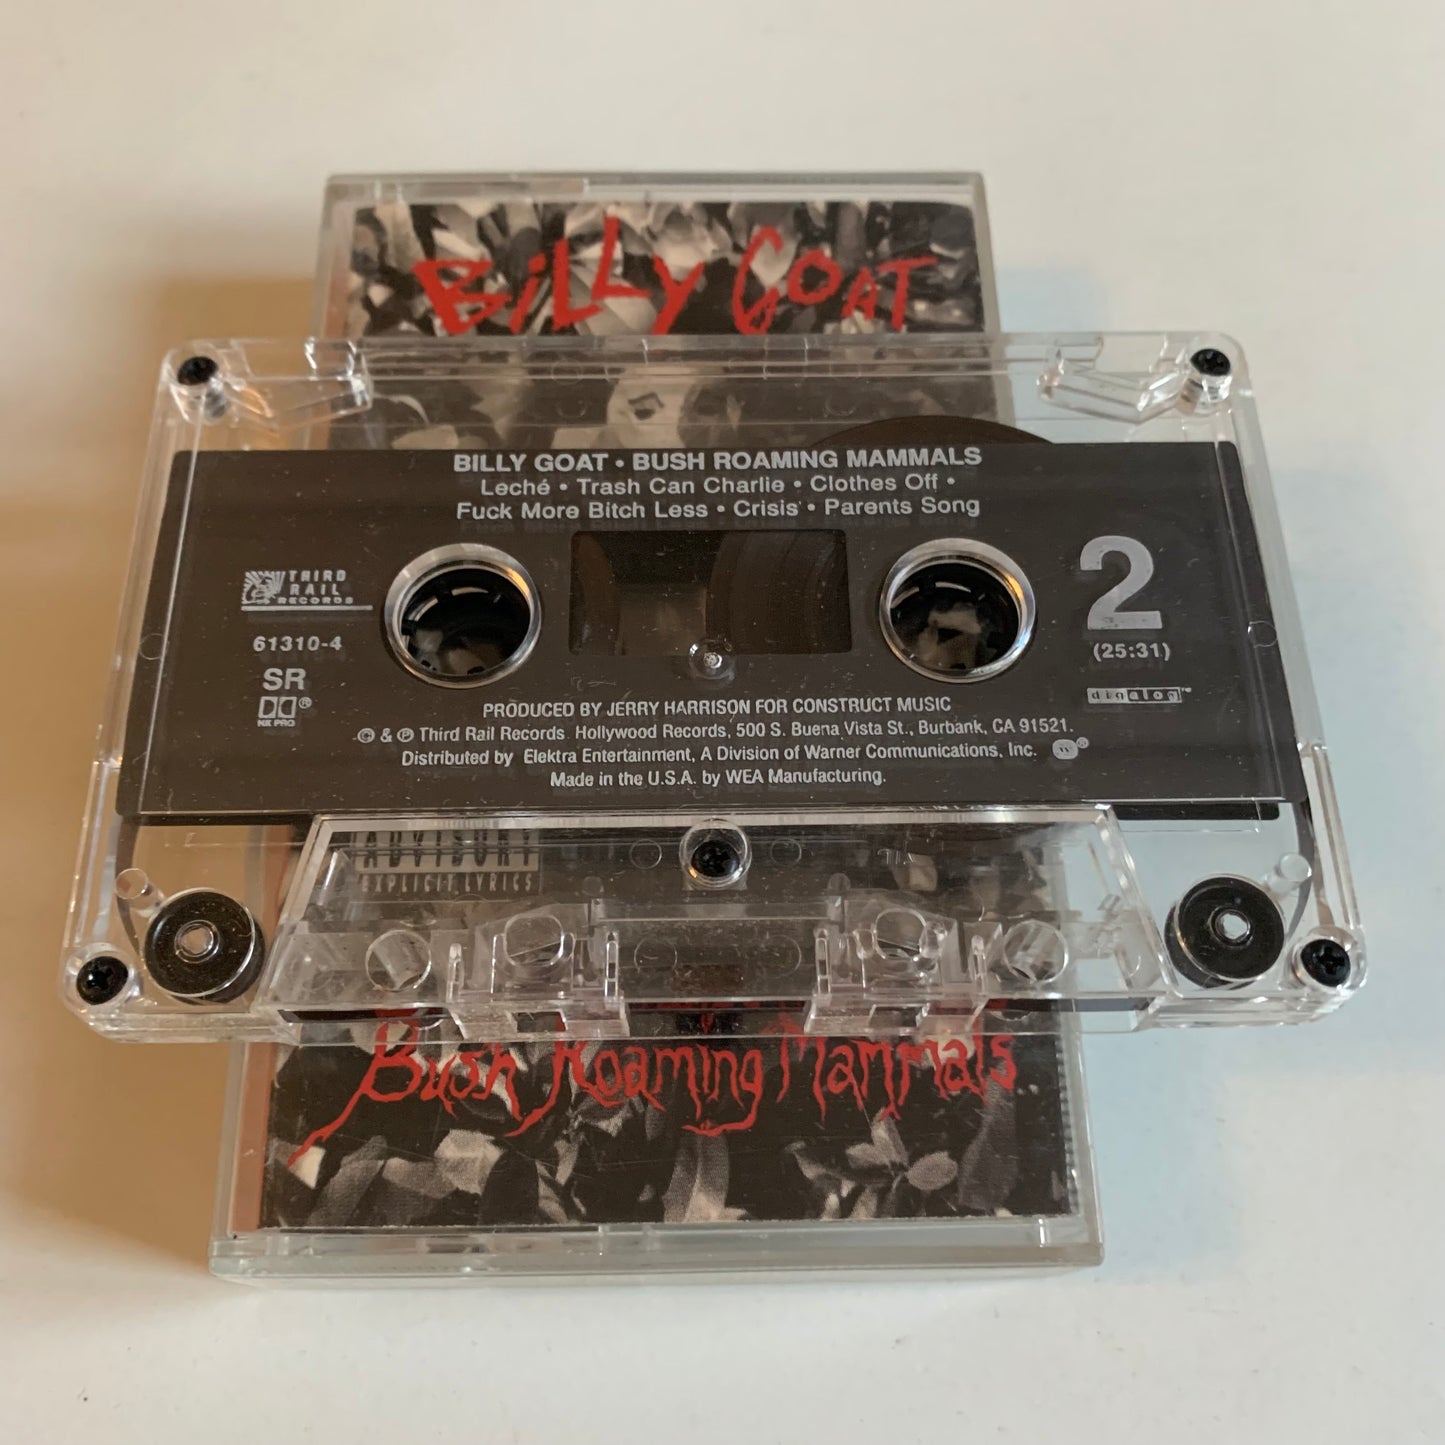 BILLY GOAT
BILLY GOAT • BUSH ROAMING MAMMALS
Leché • Trash Can Charlie • Clothes Off •
Fuck More Bitch Less • Crisis • Parents Song
THIRD
RAIL
RECORDS
61310-4
SR
®
NX PRO
2
(25:31)
digalog™
PRODUCED BY JERRY HARRISON FOR CONSTRUCT MUSIC
© & ℗ Third Rail Records Hollywood Records, 500 S. Buena Vista St., Burbank, CA 91521.
Distributed by Elektra Entertainment, A Division of Warner Communications, Inc. w ®
Made in the U.S.A. by WEA Manufacturing.
ADVISORY
EXPLICIT LYRICS
Bush Roaming Mammals